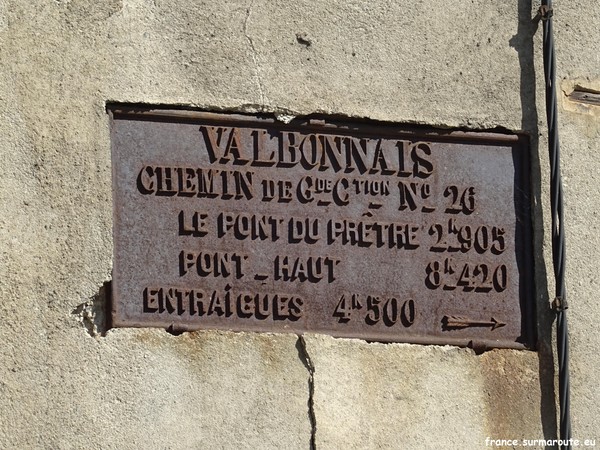 VALBONNAIS
CHEMIN DE Gde Ction No 26
LE PONT DU PRÊTRE 2k905
PONT-HAUT 8k420
ENTRAIGUES 4k500
france.surmaroute.eu